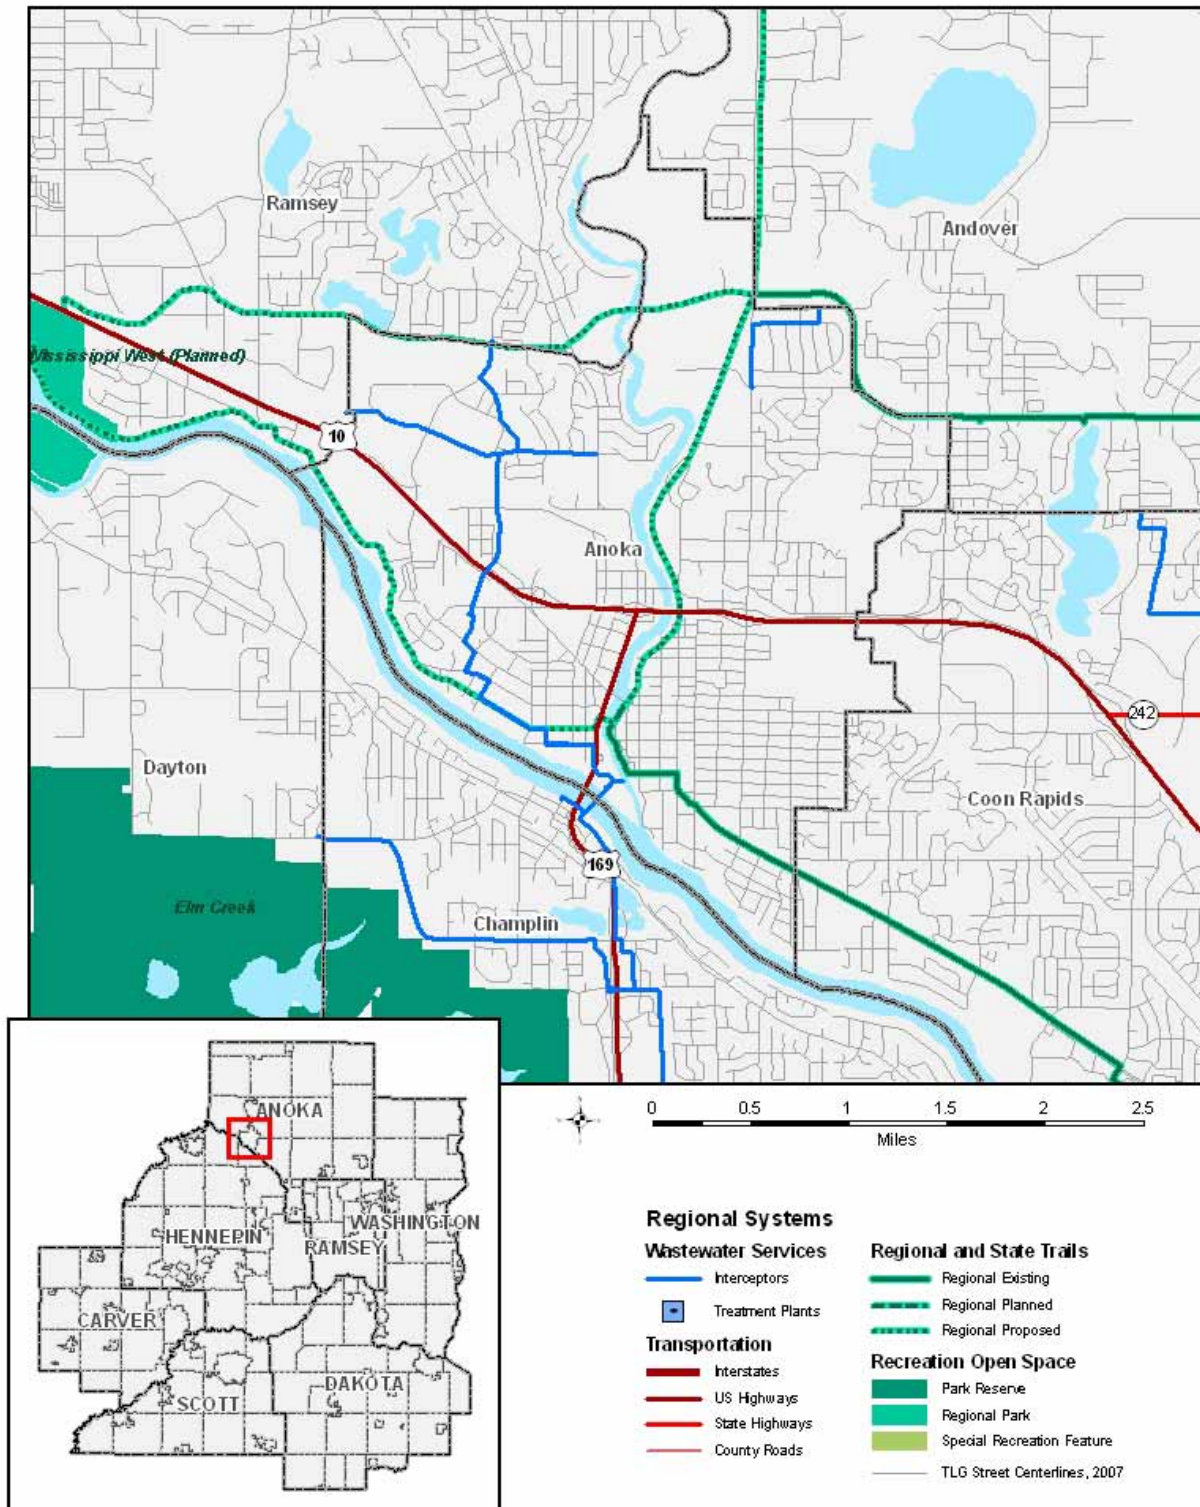 Ramsey
Andover
Mississippi West (Planned)
10
Anoka
242
Dayton
Coon Rapids
169
Elm Creek
Champlin
ANOKA
HENNEPIN
WASHINGTON
RAMSEY
CARVER
SCOTT
DAKOTA
0 0.5 1 1.5 2 2.5
Miles
Regional Systems
Wastewater Services
Interceptors
Treatment Plants
Transportation
Interstates
US Highways
State Highways
County Roads
Regional and State Trails
Regional Existing
Regional Planned
Regional Proposed
Recreation Open Space
Park Reserve
Regional Park
Special Recreation Feature
TLG Street Centerlines, 2007